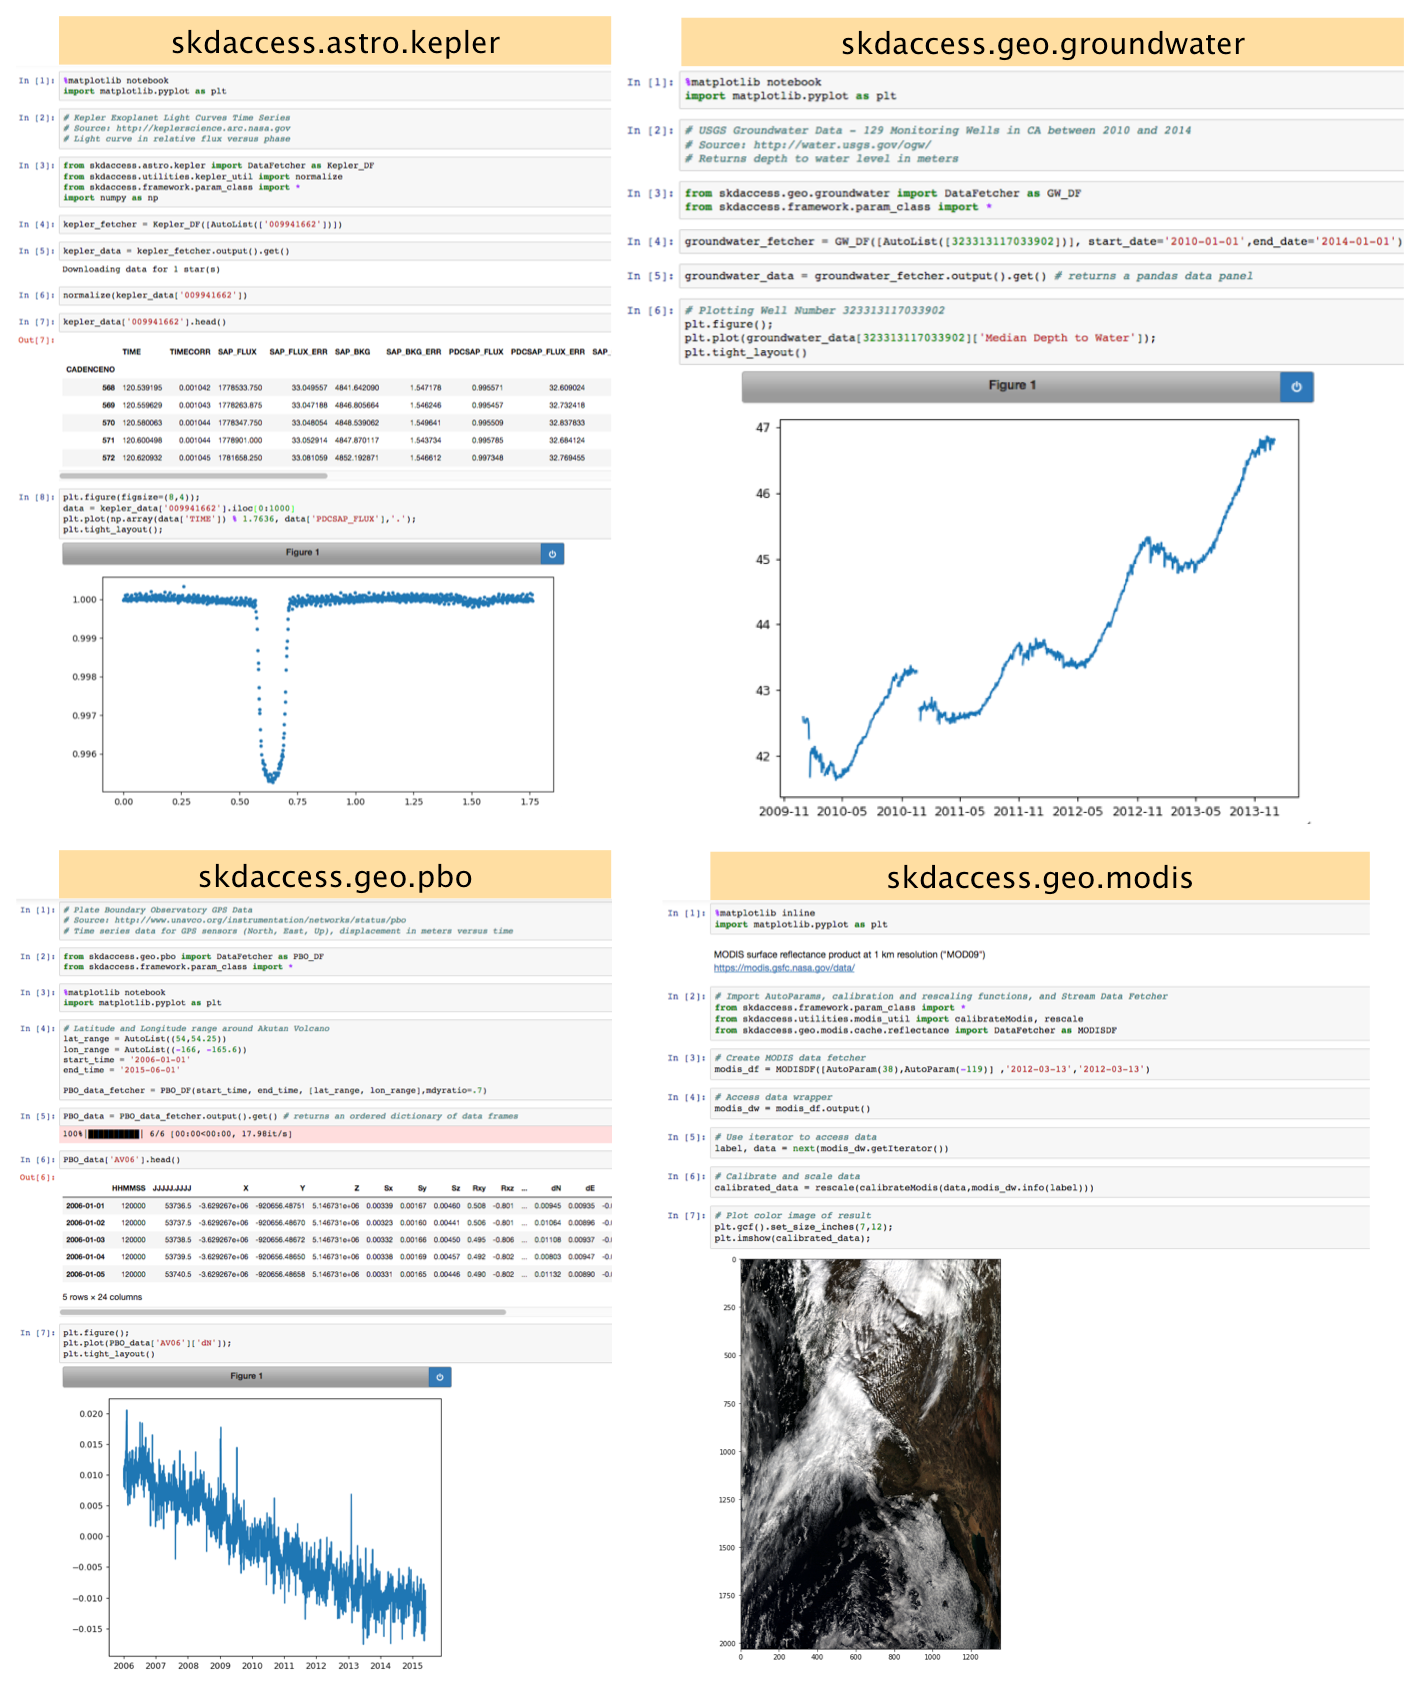 skdaccess.astro.kepler
In [1]: %matplotlib notebook
import matplotlib.pyplot as plt
In [2]: # Kepler Exoplanet Light Curves Time Series
# Source: http://keplerscience.arc.nasa.gov
# Light curve in relative flux versus phase
In [3]: from skdaccess.astro.kepler import DataFetcher as Kepler_DF
from skdaccess.utilities.kepler_util import normalize
from skdaccess.framework.param_class import *
import numpy as np
In [4]: kepler_fetcher = Kepler_DF([AutoList(['009941662'])])
In [5]: kepler_data = kepler_fetcher.output().get()
Downloading data for 1 star(s)
In [6]: normalize(kepler_data['009941662'])
In [7]: kepler_data['009941662'].head()
Out[7]:
TIME TIMECORR SAP_FLUX SAP_FLUX_ERR SAP_BKG SAP_BKG_ERR PDCSAP_FLUX PDCSAP_FLUX_ERR SAP_
CADENCENO
568 120.539195 0.001042 1778533.750 33.049557 4841.642090 1.547178 0.995571 32.609024
569 120.559629 0.001043 1778263.875 33.047188 4846.805664 1.546246 0.995457 32.732418
570 120.580063 0.001044 1778347.750 33.048054 4848.539062 1.549641 0.995509 32.837833
571 120.600498 0.001044 1778901.000 33.052914 4847.870117 1.543734 0.995785 32.684124
572 120.620932 0.001045 1781658.250 33.081059 4852.192871 1.546612 0.997348 32.769455
In [8]: plt.figure(figsize=(8,4));
data = kepler_data['009941662'].iloc[0:1000]
plt.plot(np.array(data['TIME']) % 1.7636, data['PDCSAP_FLUX'],'.');
plt.tight_layout();
Figure 1
1.000
0.999
0.998
0.997
0.996
0.00 0.25 0.50 0.75 1.00 1.25 1.50 1.75
skdaccess.geo.groundwater
In [1]: %matplotlib notebook
import matplotlib.pyplot as plt
In [2]: # USGS Groundwater Data - 129 Monitoring Wells in CA between 2010 and 2014
# Source: http://water.usgs.gov/ogw/
# Returns depth to water level in meters
In [3]: from skdaccess.geo.groundwater import DataFetcher as GW_DF
from skdaccess.framework.param_class import *
In [4]: groundwater_fetcher = GW_DF([AutoList([323313117033902])], start_date='2010-01-01',end_date='2014-01-01')
In [5]: groundwater_data = groundwater_fetcher.output().get() # returns a pandas data panel
In [6]: # Plotting Well Number 323313117033902
plt.figure();
plt.plot(groundwater_data[323313117033902]['Median Depth to Water']);
plt.tight_layout()
Figure 1
47
46
45
44
43
42
2009-11 2010-05 2010-11 2011-05 2011-11 2012-05 2012-11 2013-05 2013-11
skdaccess.geo.pbo
In [1]: # Plate Boundary Observatory GPS Data
# Source: http://www.unavco.org/instrumentation/networks/status/pbo
# Time series data for GPS sensors (North, East, Up), displacement in meters versus time
In [2]: from skdaccess.geo.pbo import DataFetcher as PBO_DF
from skdaccess.framework.param_class import *
In [3]: %matplotlib notebook
import matplotlib.pyplot as plt
In [4]: # Latitude and Longitude range around Akutan Volcano
lat_range = AutoList((54,54.25))
lon_range = AutoList((-166, -165.6))
start_time = '2006-01-01'
end_time = '2015-06-01'
PBO_data_fetcher = PBO_DF(start_time, end_time, [lat_range, lon_range],mdyratio=.7)
In [5]: PBO_data = PBO_data_fetcher.output().get() # returns an ordered dictionary of data frames
100%|██████████| 6/6 [00:00<00:00, 17.98it/s]
In [6]: PBO_data['AV06'].head()
Out[6]:
HHMMSS JJJJJ.JJJJ X Y Z Sx Sy Sz Rxy Rxz ... dN dE
2006-01-01 120000 53736.5 -3.629267e+06 -920656.48751 5.146731e+06 0.00339 0.00167 0.00460 0.508 -0.801 ... 0.00945 0.00935 -0.(
2006-01-02 120000 53737.5 -3.629267e+06 -920656.48670 5.146731e+06 0.00323 0.00160 0.00441 0.506 -0.801 ... 0.01064 0.00896 -0.(
2006-01-03 120000 53738.5 -3.629267e+06 -920656.48672 5.146731e+06 0.00332 0.00166 0.00450 0.495 -0.806 ... 0.01108 0.00937 -0.(
2006-01-04 120000 53739.5 -3.629267e+06 -920656.48650 5.146731e+06 0.00338 0.00169 0.00457 0.492 -0.802 ... 0.00803 0.00947 -0.(
2006-01-05 120000 53740.5 -3.629267e+06 -920656.48658 5.146731e+06 0.00331 0.00165 0.00446 0.490 -0.802 ... 0.01132 0.00890 -0.(
5 rows × 24 columns
In [7]: plt.figure();
plt.plot(PBO_data['AV06']['dN']);
plt.tight_layout()
Figure 1
0.020
0.015
0.010
0.005
0.000
−0.005
−0.010
−0.015
2006 2007 2008 2009 2010 2011 2012 2013 2014 2015
skdaccess.geo.modis
In [1]: %matplotlib inline
import matplotlib.pyplot as plt
MODIS surface reflectance product at 1 km resolution ("MOD09")
https://modis.gsfc.nasa.gov/data/
In [2]: # Import AutoParams, calibration and rescaling functions, and Stream Data Fetcher
from skdaccess.framework.param_class import *
from skdaccess.utilities.modis_util import calibrateModis, rescale
from skdaccess.geo.modis.cache.reflectance import DataFetcher as MODISDF
In [3]: # Create MODIS data fetcher
modis_df = MODISDF([AutoParam(38),AutoParam(-119)] ,'2012-03-13','2012-03-13')
In [4]: # Access data wrapper
modis_dw = modis_df.output()
In [5]: # Use iterator to access data
label, data = next(modis_dw.getIterator())
In [6]: # Calibrate and scale data
calibrated_data = rescale(calibrateModis(data,modis_dw.info(label)))
In [7]: # Plot color image of result
plt.gcf().set_size_inches(7,12);
plt.imshow(calibrated_data);
0
250
500
750
1000
1250
1500
1750
2000
0 200 400 600 800 1000 1200